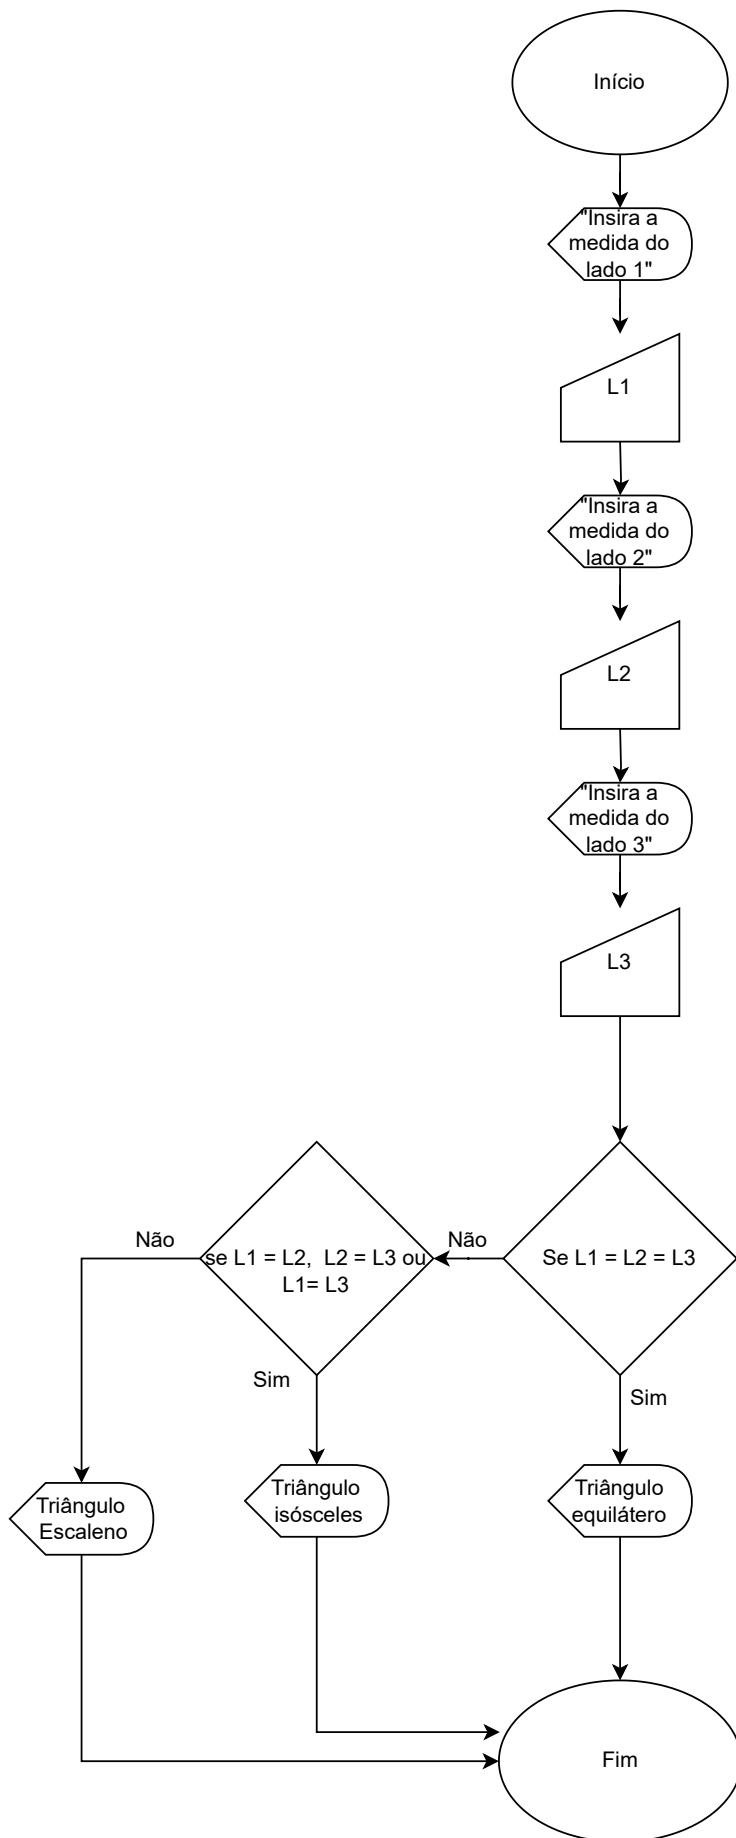 Início
"Insira a
medida do
lado 1"
L1
"Insira a
medida do
lado 2"
L2
"Insira a
medida do
lado 3"
L3
Se L1 = L2 = L3
Não
se L1 = L2, L2 = L3 ou
L1= L3
Não
Sim
Sim
Triângulo
equilátero
Triângulo
isósceles
Triângulo
Escaleno
Fim